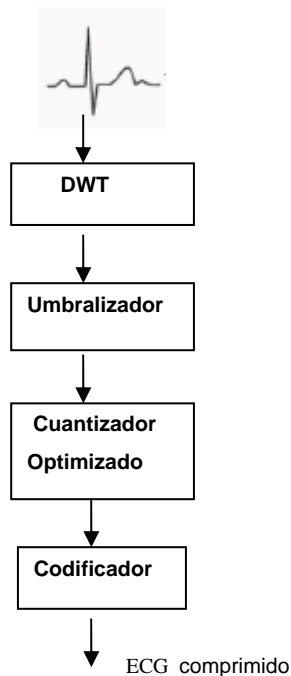 DWT
Umbralizador
Cuantizador
Optimizado
Codificador
ECG comprimido